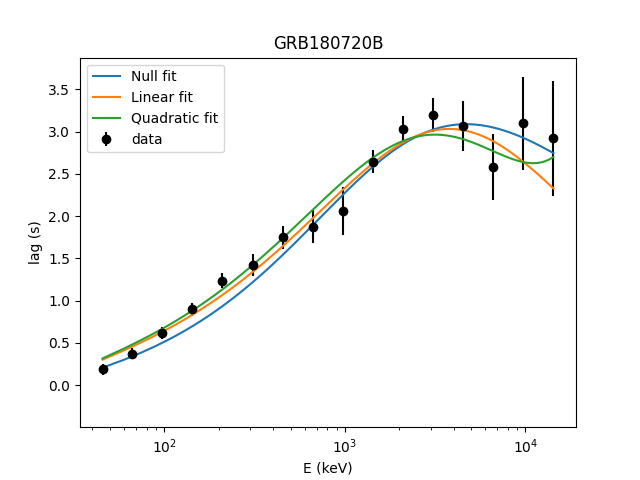 GRB180720B
Null fit
Linear fit
Quadratic fit
data
lag (s)
3.5
3.0
2.5
2.0
1.5
1.0
0.5
0.0
10² 10³ 10⁴
E (keV)